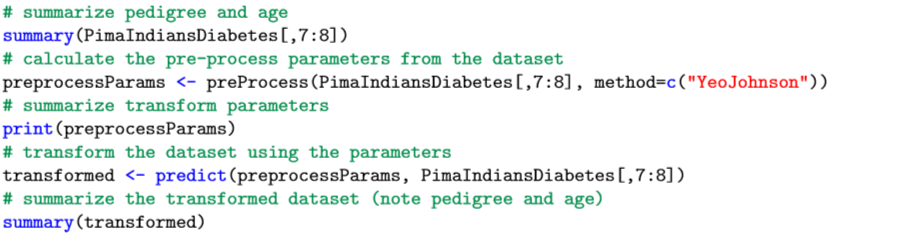 # summarize pedigree and age
summary(PimaIndiansDiabetes[,7:8])
# calculate the pre-process parameters from the dataset
preprocessParams <- preProcess(PimaIndiansDiabetes[,7:8], method=c("YeoJohnson"))
# summarize transform parameters
print(preprocessParams)
# transform the dataset using the parameters
transformed <- predict(preprocessParams, PimaIndiansDiabetes[,7:8])
# summarize the transformed dataset (note pedigree and age)
summary(transformed)